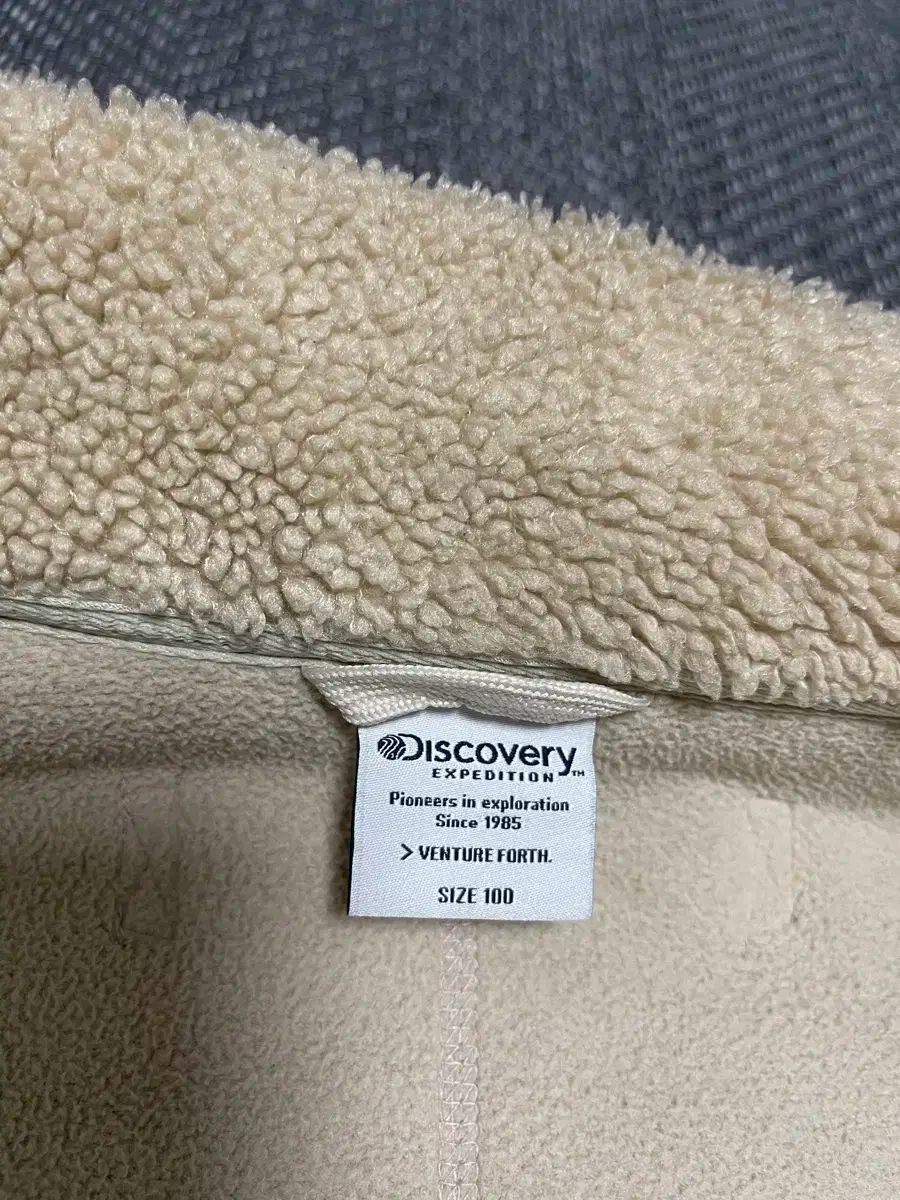 Discovery
EXPEDITION™
Pioneers in exploration
Since 1985
> VENTURE FORTH.
SIZE 100